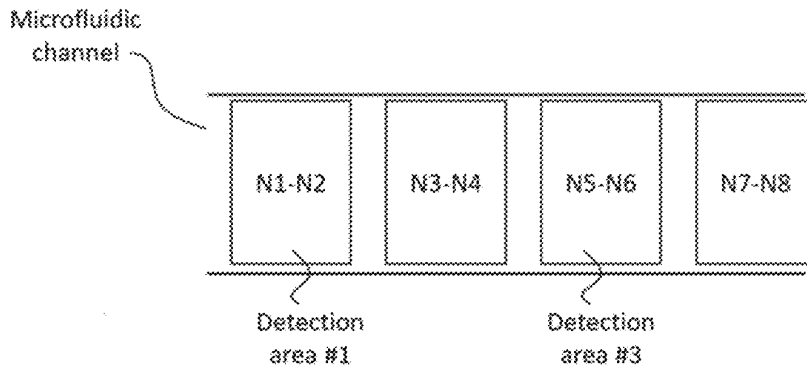 Microfluidic
channel
N1-N2
N3-N4
N5-N6
N7-N8
Detection
area #1
Detection
area #3